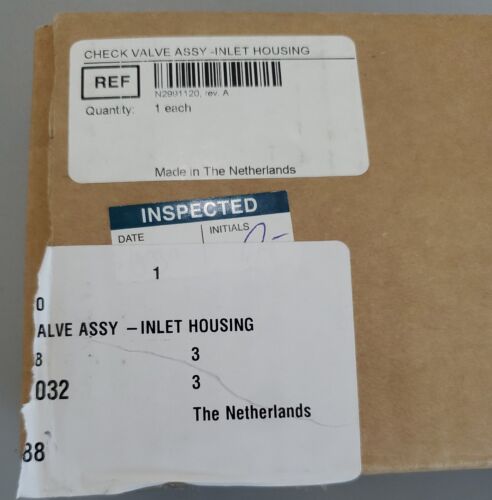 CHECK VALVE ASSY -INLET HOUSING
REF
N2991120, rev. A
Quantity: 1 each
Made in The Netherlands
INSPECTED
DATE INITIALS
1
0
ALVE ASSY – INLET HOUSING
8 3
032 3
The Netherlands
88